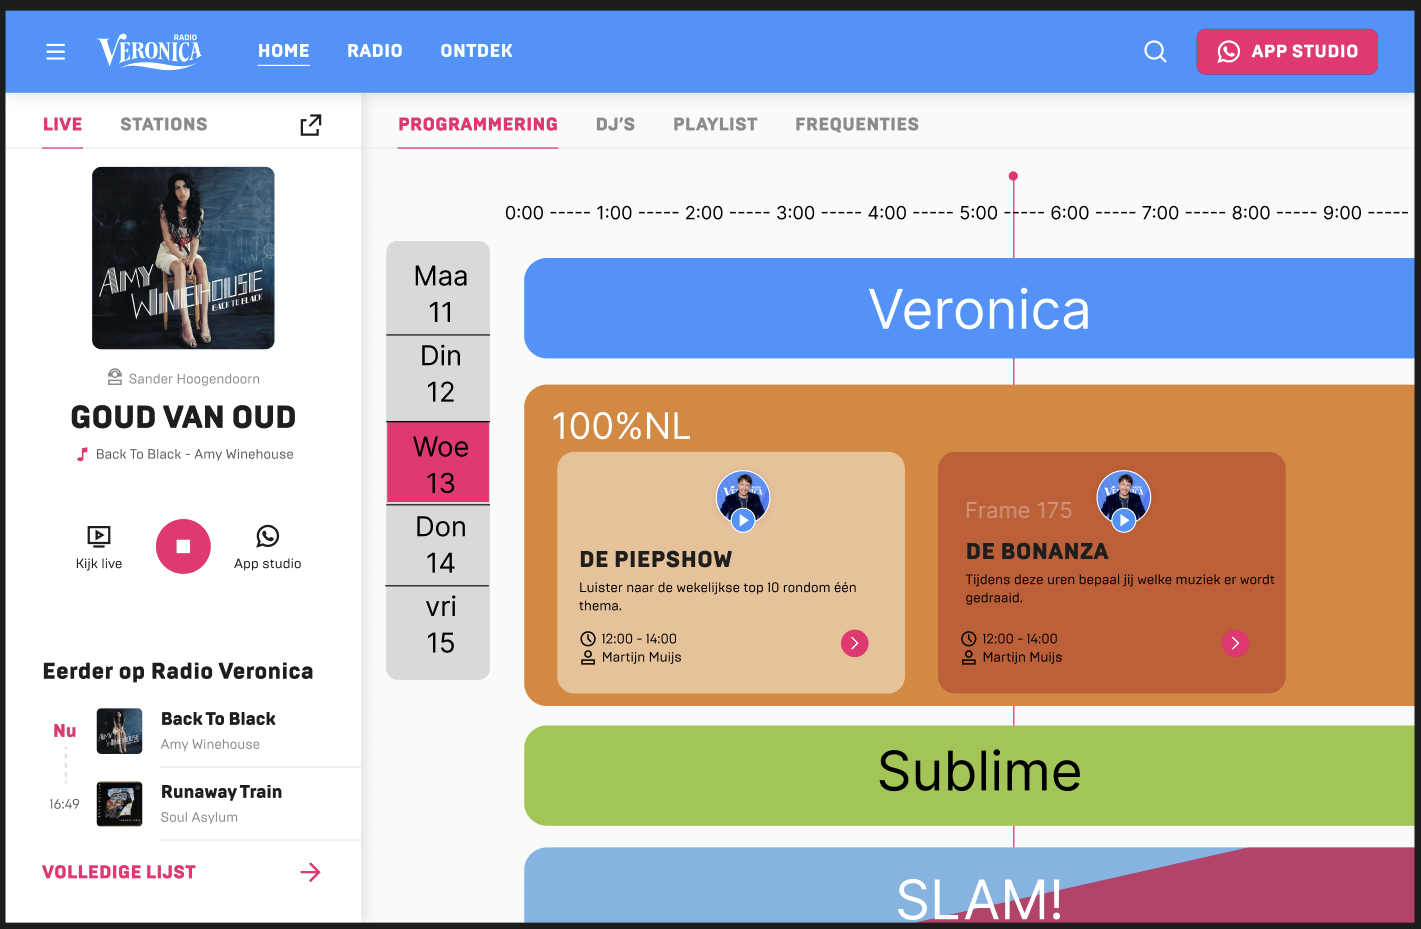 RADIO
VERONICA
HOME
RADIO
ONTDEK
APP STUDIO
LIVE
STATIONS
PROGRAMMERING
DJ'S
PLAYLIST
FREQUENTIES
AMY
WINEHOUSE
BACK TO BLACK
Sander Hoogendoorn
GOUD VAN OUD
Back To Black - Amy Winehouse
Kijk live
App studio
Eerder op Radio Veronica
Nu
Back To Black
Amy Winehouse
16:49
Runaway Train
Soul Asylum
VOLLEDIGE LIJST
0:00 ----- 1:00 ----- 2:00 ----- 3:00 ----- 4:00 ----- 5:00 ----- 6:00 ----- 7:00 ----- 8:00 ----- 9:00 -----
Maa
11
Din
12
Woe
13
Don
14
vri
15
Veronica
100%NL
DE PIEPSHOW
Luister naar de wekelijkse top 10 rondom één
thema.
12:00 - 14:00
Martijn Muijs
Frame 175
DE BONANZA
Tijdens deze uren bepaal jij welke muziek er wordt
gedraaid.
12:00 - 14:00
Martijn Muijs
Sublime
SLAM!